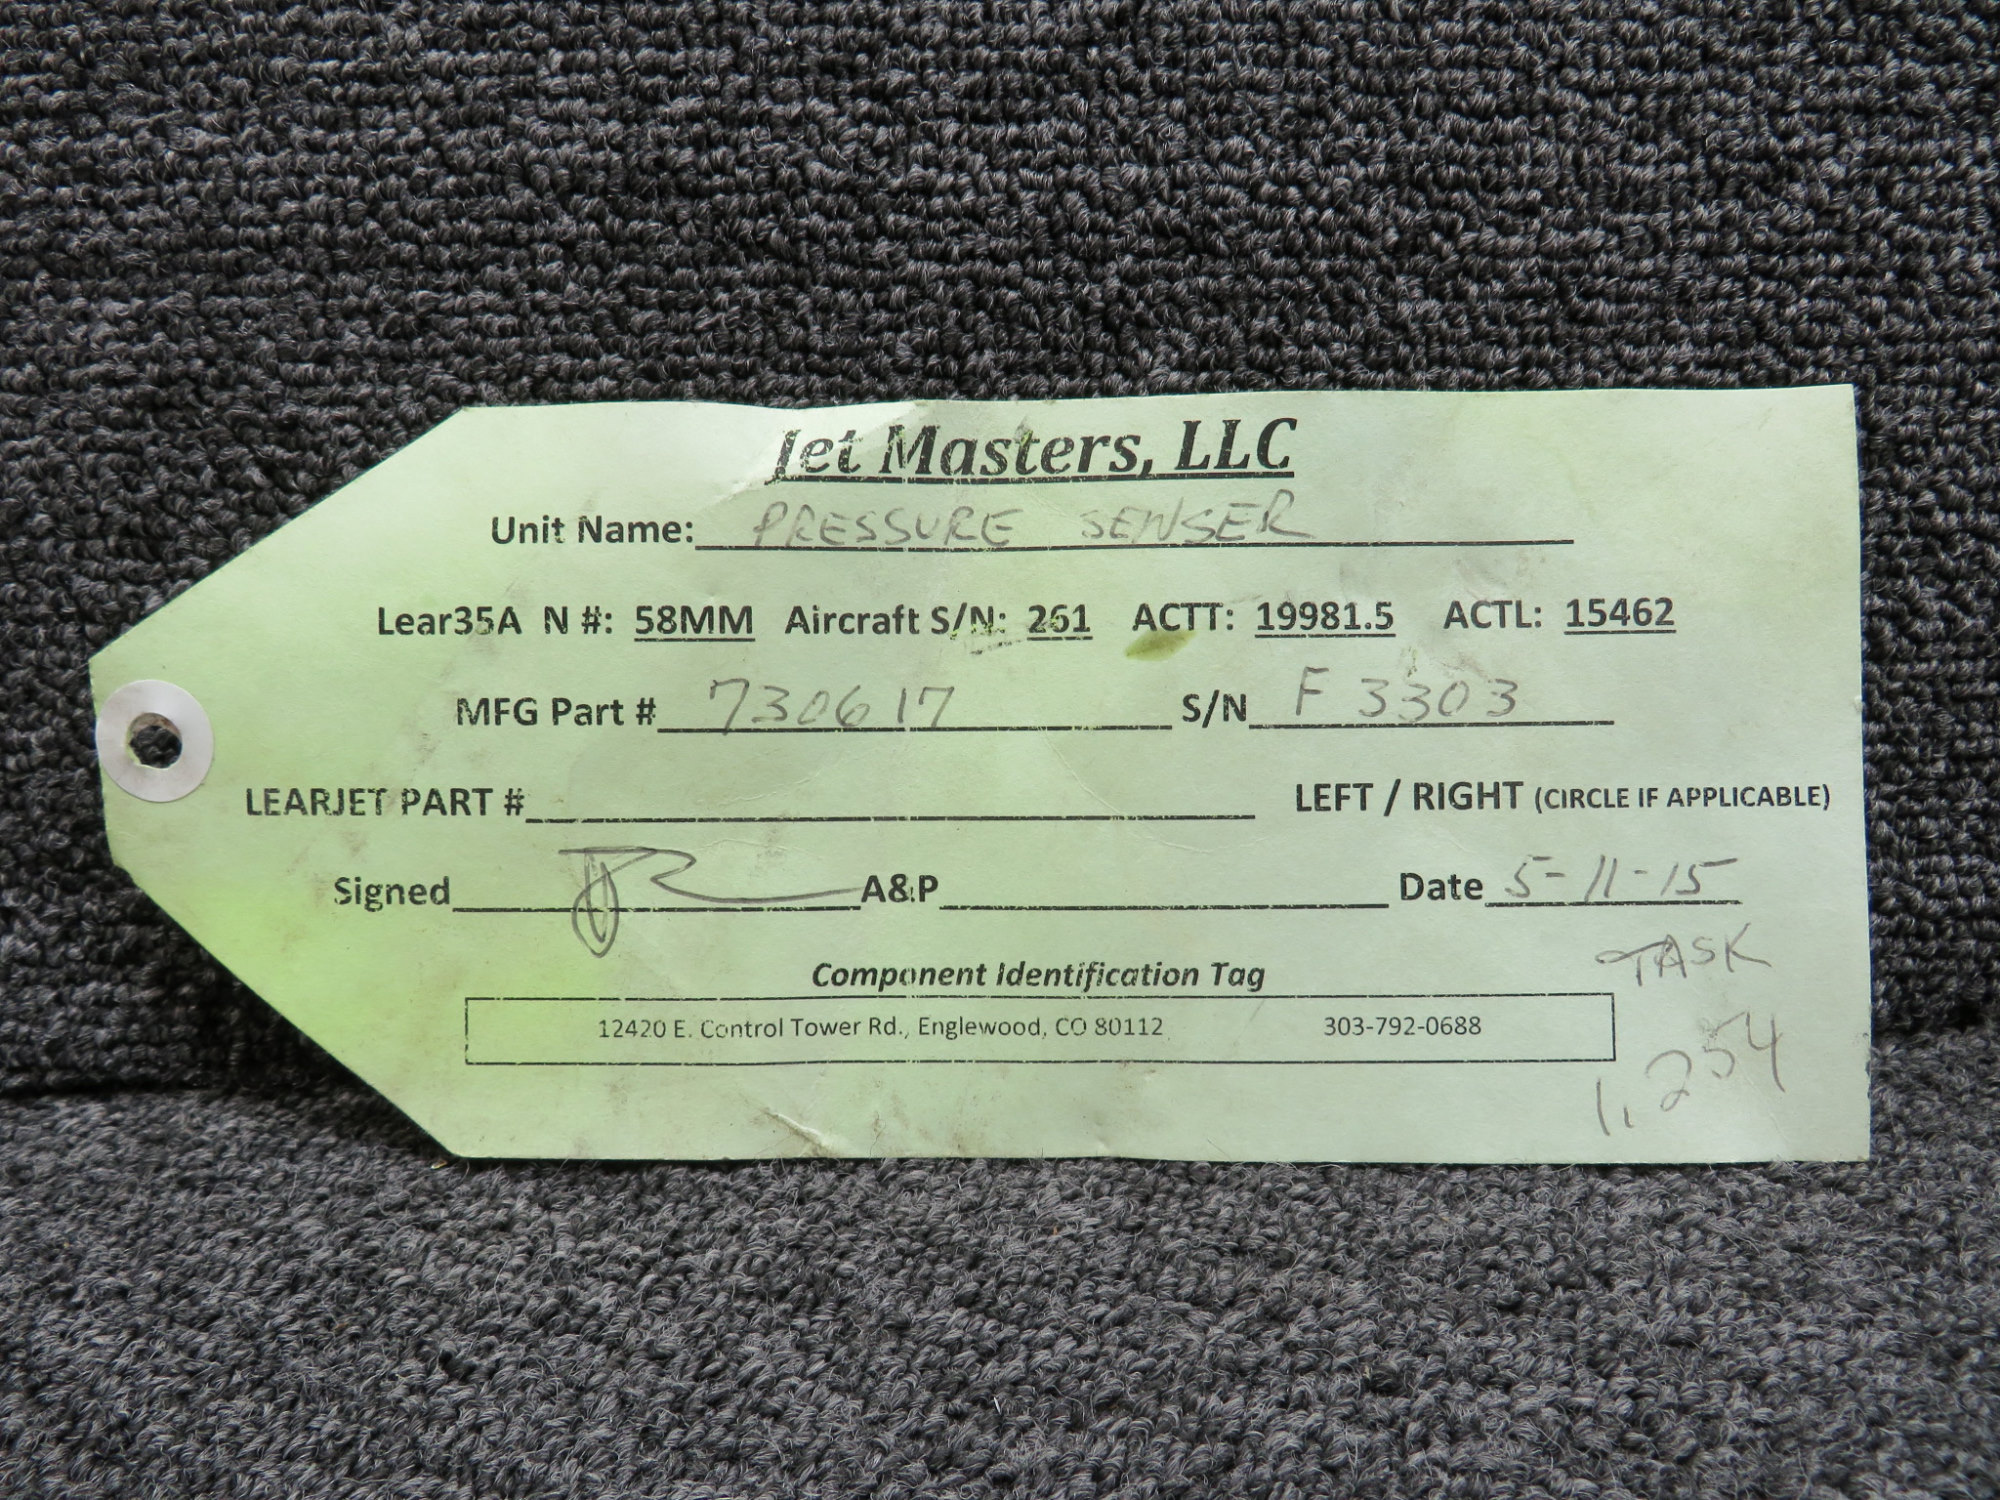 Jet Masters, LLC
Unit Name: PRESSURE SENSER
Lear35A N #: 58MM Aircraft S/N: 261 ACTT: 19981.5 ACTL: 15462
MFG Part # 730617 S/N F 3303
LEARJET PART # LEFT / RIGHT (CIRCLE IF APPLICABLE)
Signed A&P Date 5-11-15
TASK
Component Identification Tag
12420 E. Control Tower Rd., Englewood, CO 80112 303-792-0688
1,254